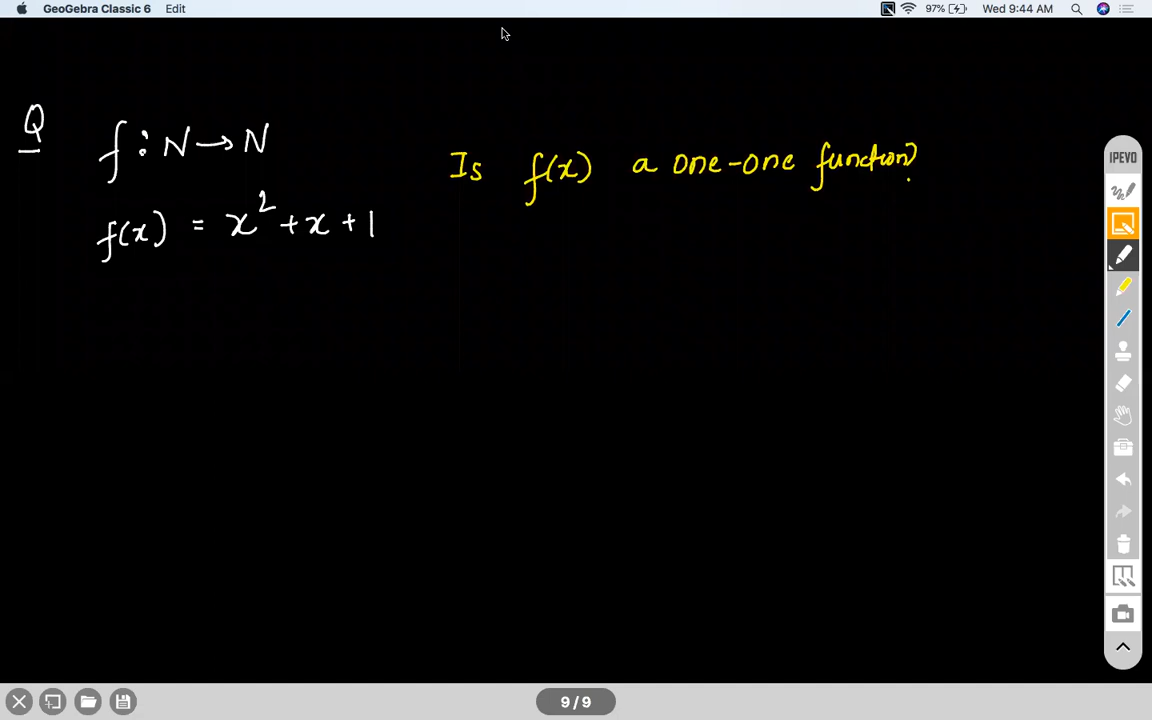 GeoGebra Classic 6 Edit 97% Wed 9:44 AM
Q f : N → N
Is f(x) a one-one function?
f(x) = x² + x + 1
IPEVO
9 / 9